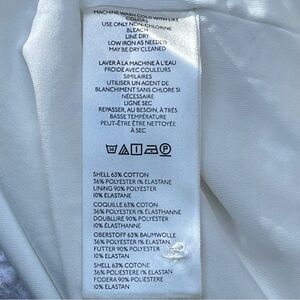 MACHINE WASH COLD WITH LIKE
COLORS
USE ONLY NON-CHLORINE
BLEACH
LINE DRY
LOW IRON AS NEEDED
MAY BE DRY CLEANED
LAVER À LA MACHINE À L'EAU
FROIDE AVEC COULEURS
SIMILAIRES
UTILISER UN AGENT DE
BLANCHIMENT SANS CHLORE SI
NÉCESSAIRE
LIGNE SEC
REPASSER, AU BESOIN, À TRÈS
BASSE TEMPÉRATURE
PEUT-ÊTRE ÊTRE NETTOYÉ
À SEC
SHELL 63% COTTON
36% POLYESTER 1% ELASTANE
LINING 90% POLYESTER
10% ELASTANE
COQUILLE 63% COTON
36% POLYESTER 1% ÉLASTHANNE
DOUBLURE 90% POLYESTER
10% ÉLASTHANNE
OBERSTOFF 63% BAUMWOLLE
36% POLYESTER 1% ELASTAN
FUTTER 90% POLYESTER
10% ELASTAN
SHELL 63% COTONE
36% POLIESTERE 1% ELASTAN
FODERA 90% POLIESTERE
10% ELASTAN